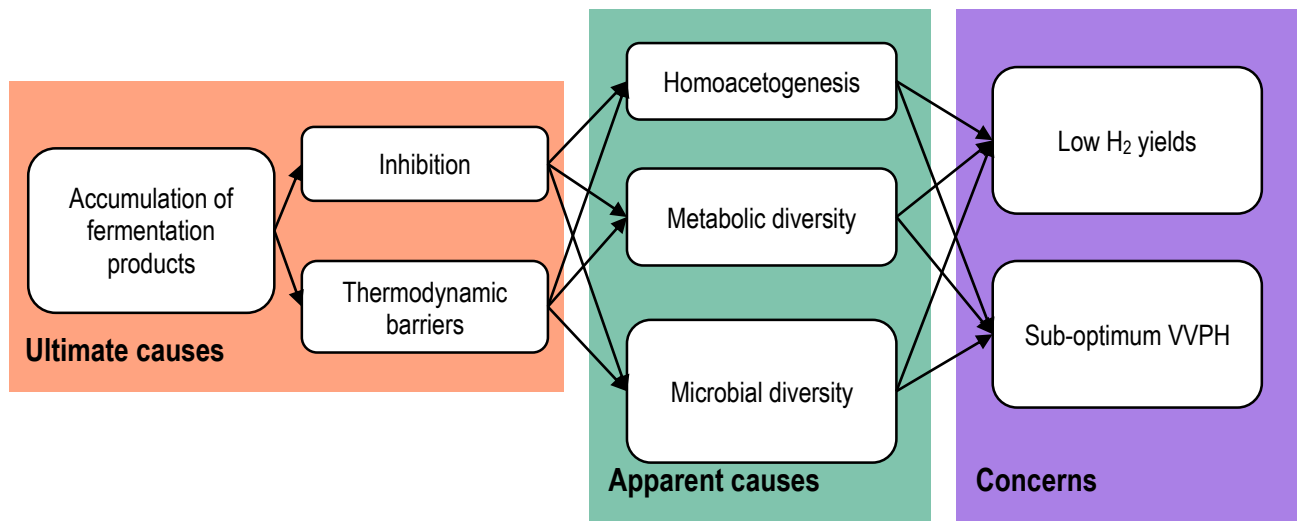 Accumulation of
fermentation
products
Inhibition
Thermodynamic
barriers
Ultimate causes
Homoacetogenesis
Metabolic diversity
Microbial diversity
Apparent causes
Low H₂ yields
Sub-optimum VVPH
Concerns